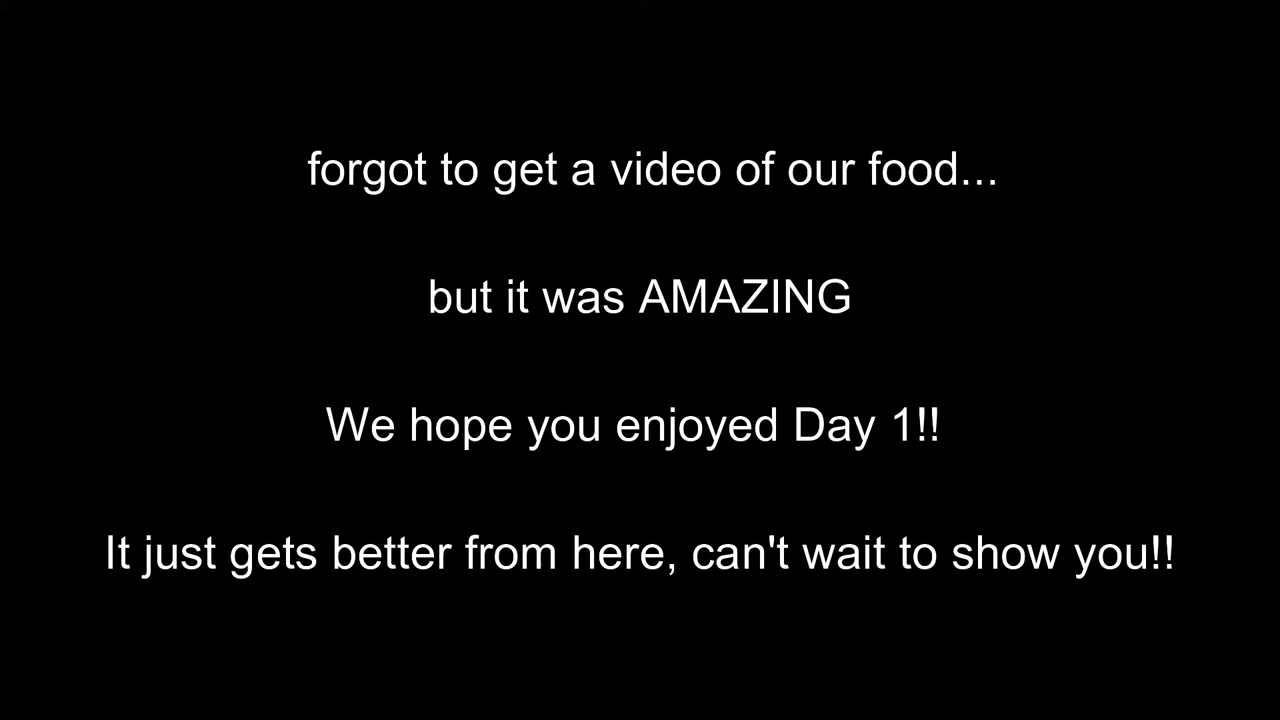 forgot to get a video of our food...
but it was AMAZING
We hope you enjoyed Day 1!!
It just gets better from here, can't wait to show you!!